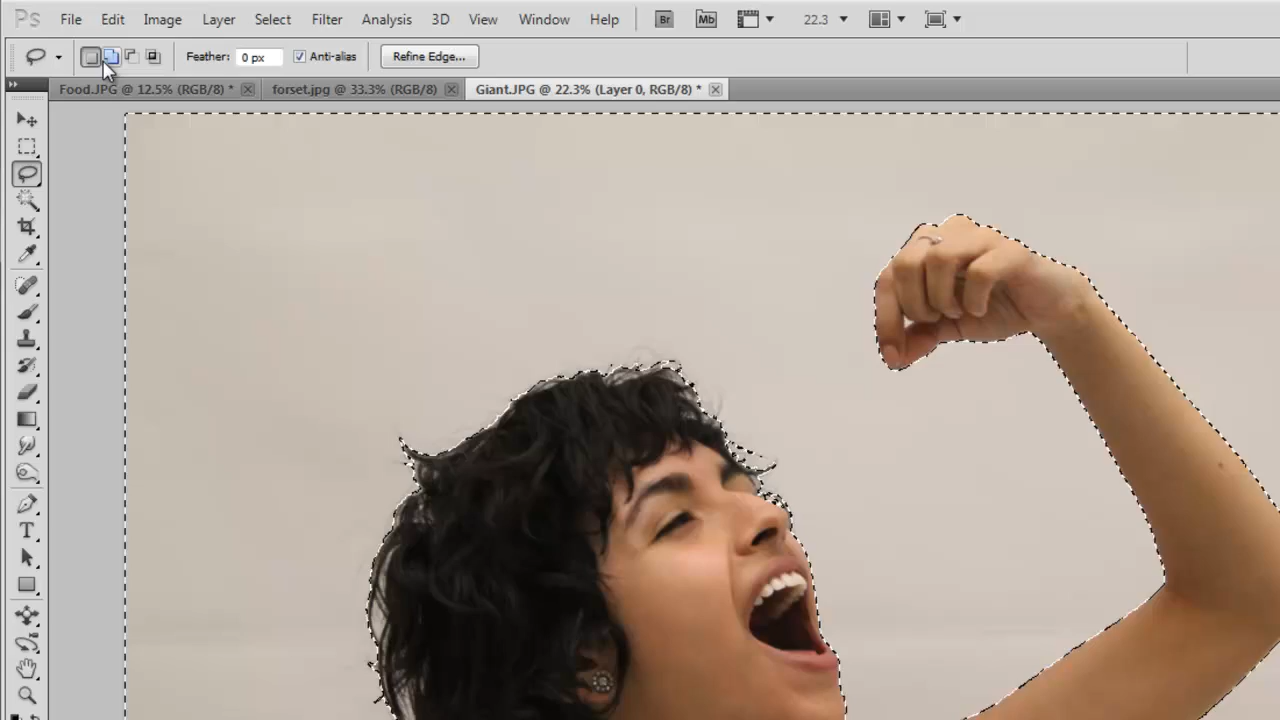 Ps File Edit Image Layer Select Filter Analysis 3D View Window Help Br Mb 22.3
Feather: 0 px Anti-alias Refine Edge...
Food.JPG @ 12.5% (RGB/8) * forset.jpg @ 33.3% (RGB/8) Giant.JPG @ 22.3% (Layer 0, RGB/8) *
T